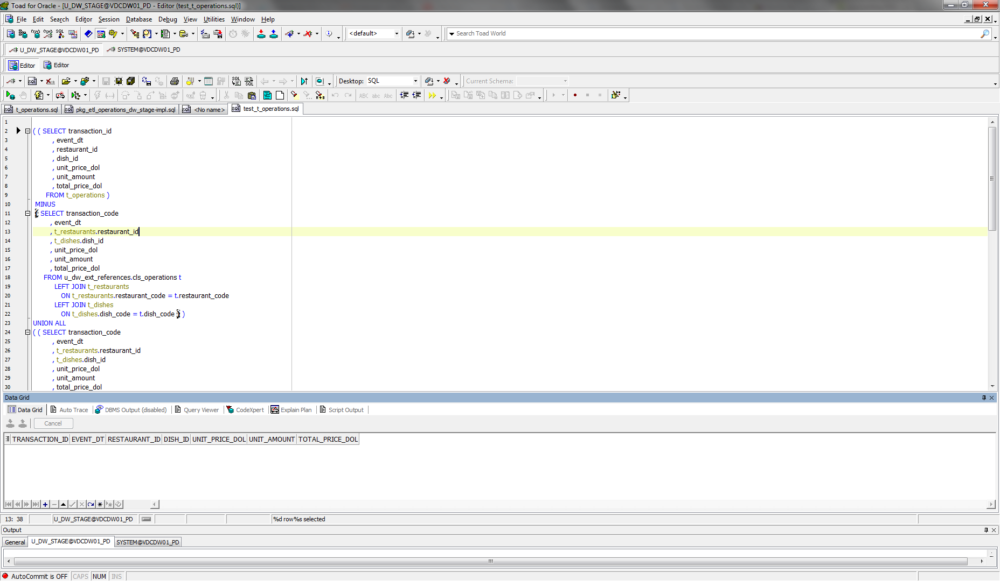 Toad for Oracle - [U_DW_STAGE@VDCDW01_PD - Editor (test_t_operations.sql)]
File Edit Search Editor Session Database Debug View Utilities Window Help
<default> Search Toad World
U_DW_STAGE@VDCDW01_PD SYSTEM@VDCDW01_PD
Editor Editor
Desktop: SQL Current Schema:
t_operations.sql pkg_etl_operations_dw_stage-impl.sql <No name> test_t_operations.sql
1
2 ( ( SELECT transaction_id
3 , event_dt
4 , restaurant_id
5 , dish_id
6 , unit_price_dol
7 , unit_amount
8 , total_price_dol
9 FROM t_operations )
10 MINUS
11 ( SELECT transaction_code
12 , event_dt
13 , t_restaurants.restaurant_id
14 , t_dishes.dish_id
15 , unit_price_dol
16 , unit_amount
17 , total_price_dol
18 FROM u_dw_ext_references.cls_operations t
19 LEFT JOIN t_restaurants
20 ON t_restaurants.restaurant_code = t.restaurant_code
21 LEFT JOIN t_dishes
22 ON t_dishes.dish_code = t.dish_code ) )
23 UNION ALL
24 ( ( SELECT transaction_code
25 , event_dt
26 , t_restaurants.restaurant_id
27 , t_dishes.dish_id
28 , unit_price_dol
29 , unit_amount
30 , total_price_dol
Data Grid
Data Grid Auto Trace DBMS Output (disabled) Query Viewer CodeXpert Explain Plan Script Output
Cancel
TRANSACTION_ID EVENT_DT RESTAURANT_ID DISH_ID UNIT_PRICE_DOL UNIT_AMOUNT TOTAL_PRICE_DOL
13: 38 U_DW_STAGE@VDCDW01_PD %d row%s selected
Output
General U_DW_STAGE@VDCDW01_PD SYSTEM@VDCDW01_PD
AutoCommit is OFF CAPS NUM INS